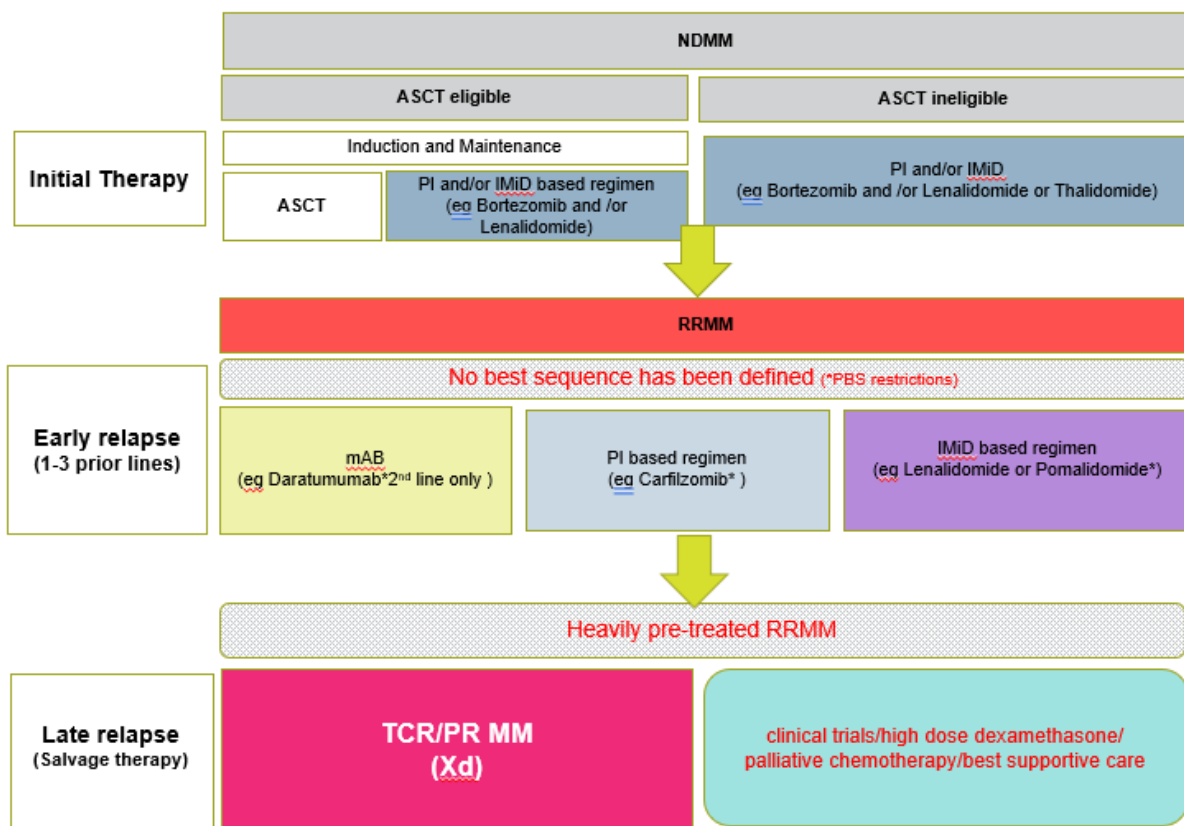 NDMM
ASCT eligible
ASCT ineligible
Initial Therapy
Induction and Maintenance
ASCT
PI and/or IMiD based regimen
(eg Bortezomib and /or
Lenalidomide)
PI and/or IMiD
(eg Bortezomib and /or Lenalidomide or Thalidomide)
RRMM
No best sequence has been defined (*PBS restrictions)
Early relapse
(1-3 prior lines)
mAB
(eg Daratumumab*2nd line only )
PI based regimen
(eg Carfilzomib* )
IMiD based regimen
(eg Lenalidomide or Pomalidomide*)
Heavily pre-treated RRMM
Late relapse
(Salvage therapy)
TCR/PR MM
(Xd)
clinical trials/high dose dexamethasone/
palliative chemotherapy/best supportive care